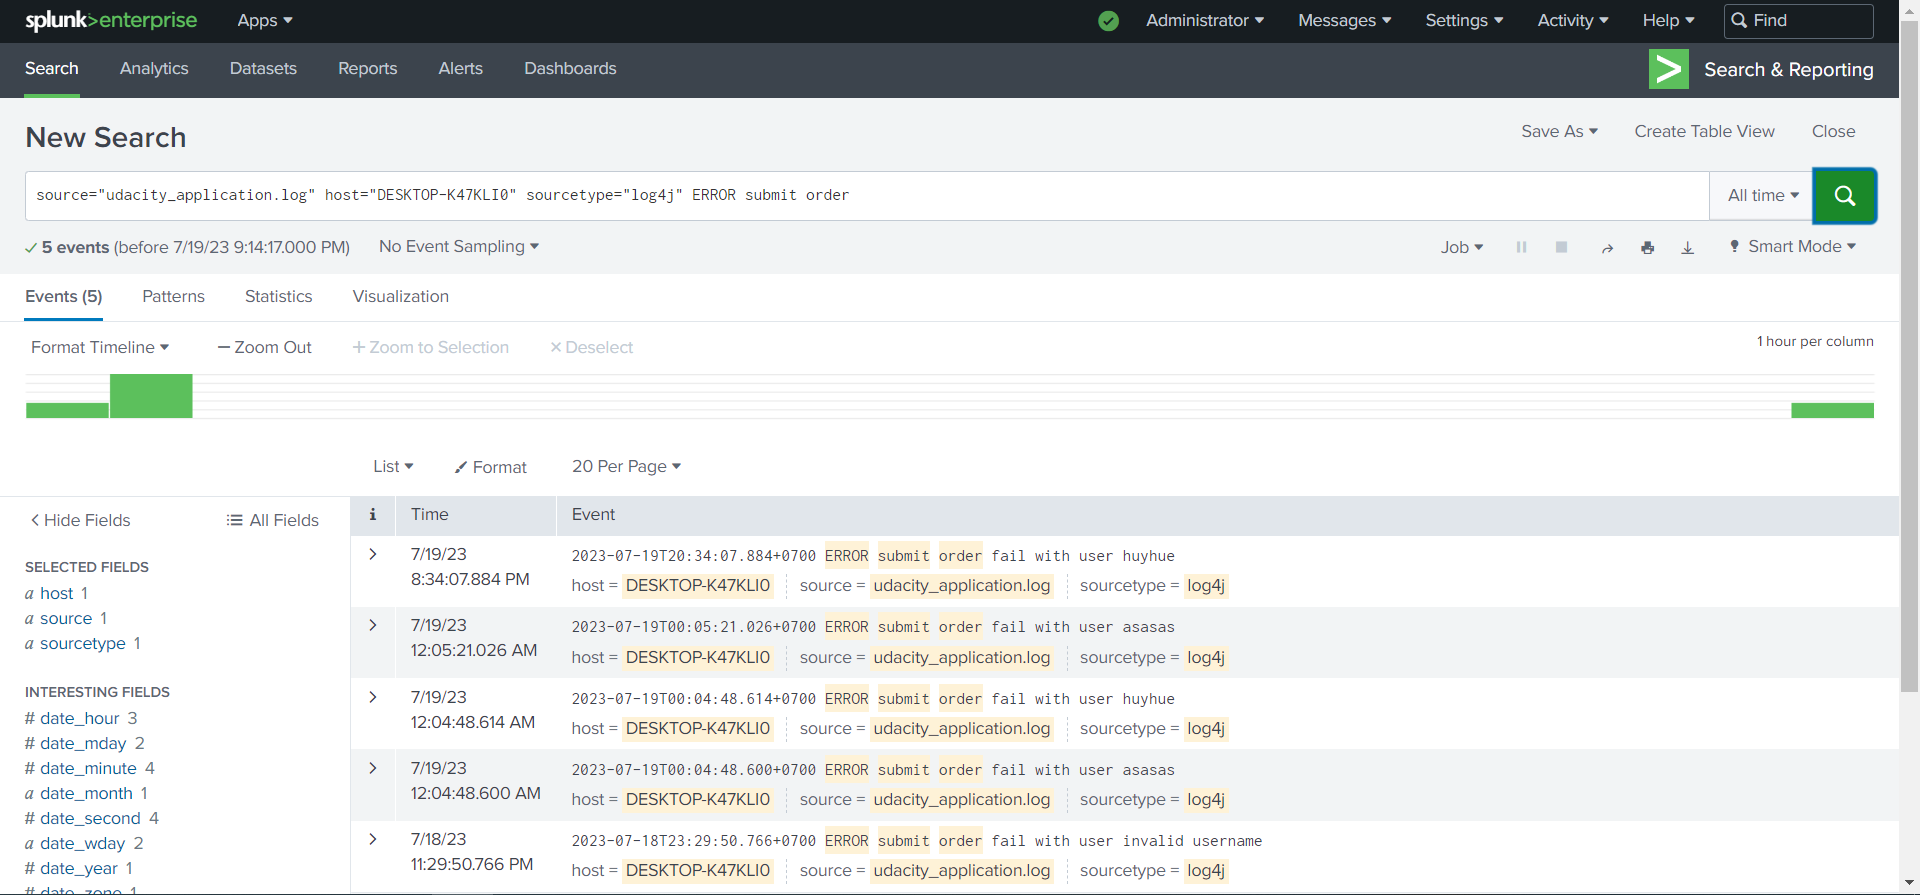 splunk>enterprise Apps Administrator Messages Settings Activity Help Find
Search Analytics Datasets Reports Alerts Dashboards > Search & Reporting
New Search Save As Create Table View Close
source="udacity_application.log" host="DESKTOP-K47KLI0" sourcetype="log4j" ERROR submit order All time
5 events (before 7/19/23 9:14:17.000 PM) No Event Sampling Job Smart Mode
Events (5) Patterns Statistics Visualization
Format Timeline — Zoom Out + Zoom to Selection × Deselect 1 hour per column
List Format 20 Per Page
< Hide Fields All Fields
i Time Event
SELECTED FIELDS
a host 1
a source 1
a sourcetype 1
INTERESTING FIELDS
# date_hour 3
# date_mday 2
# date_minute 4
a date_month 1
# date_second 4
a date_wday 2
# date_year 1
# date_zone 1
> 7/19/23 2023-07-19T20:34:07.884+0700 ERROR submit order fail with user huyhue
8:34:07.884 PM host = DESKTOP-K47KLI0 source = udacity_application.log sourcetype = log4j
> 7/19/23 2023-07-19T00:05:21.026+0700 ERROR submit order fail with user asasas
12:05:21.026 AM host = DESKTOP-K47KLI0 source = udacity_application.log sourcetype = log4j
> 7/19/23 2023-07-19T00:04:48.614+0700 ERROR submit order fail with user huyhue
12:04:48.614 AM host = DESKTOP-K47KLI0 source = udacity_application.log sourcetype = log4j
> 7/19/23 2023-07-19T00:04:48.600+0700 ERROR submit order fail with user asasas
12:04:48.600 AM host = DESKTOP-K47KLI0 source = udacity_application.log sourcetype = log4j
> 7/18/23 2023-07-18T23:29:50.766+0700 ERROR submit order fail with user invalid username
11:29:50.766 PM host = DESKTOP-K47KLI0 source = udacity_application.log sourcetype = log4j